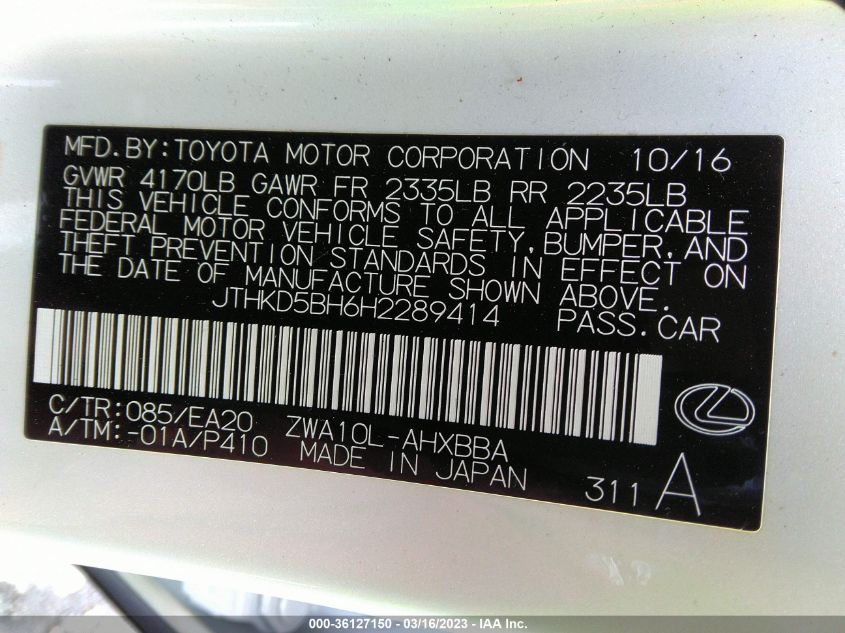 MFD.BY:TOYOTA MOTOR CORPORATION 10/16
GVWR 4170LB GAWR FR 2335LB RR 2235LB
THIS VEHICLE CONFORMS TO ALL APPLICABLE
FEDERAL MOTOR VEHICLE SAFETY,BUMPER,AND
THEFT PREVENTION STANDARDS IN EFFECT ON
THE DATE OF MANUFACTURE SHOWN ABOVE.
JTHKD5BH6H2289414 PASS.CAR
C/TR:085/EA20 ZWA10L-AHXBBA
A/TM:-01A/P410 MADE IN JAPAN
311 A
000-36127150 - 03/16/2023 - IAA Inc.